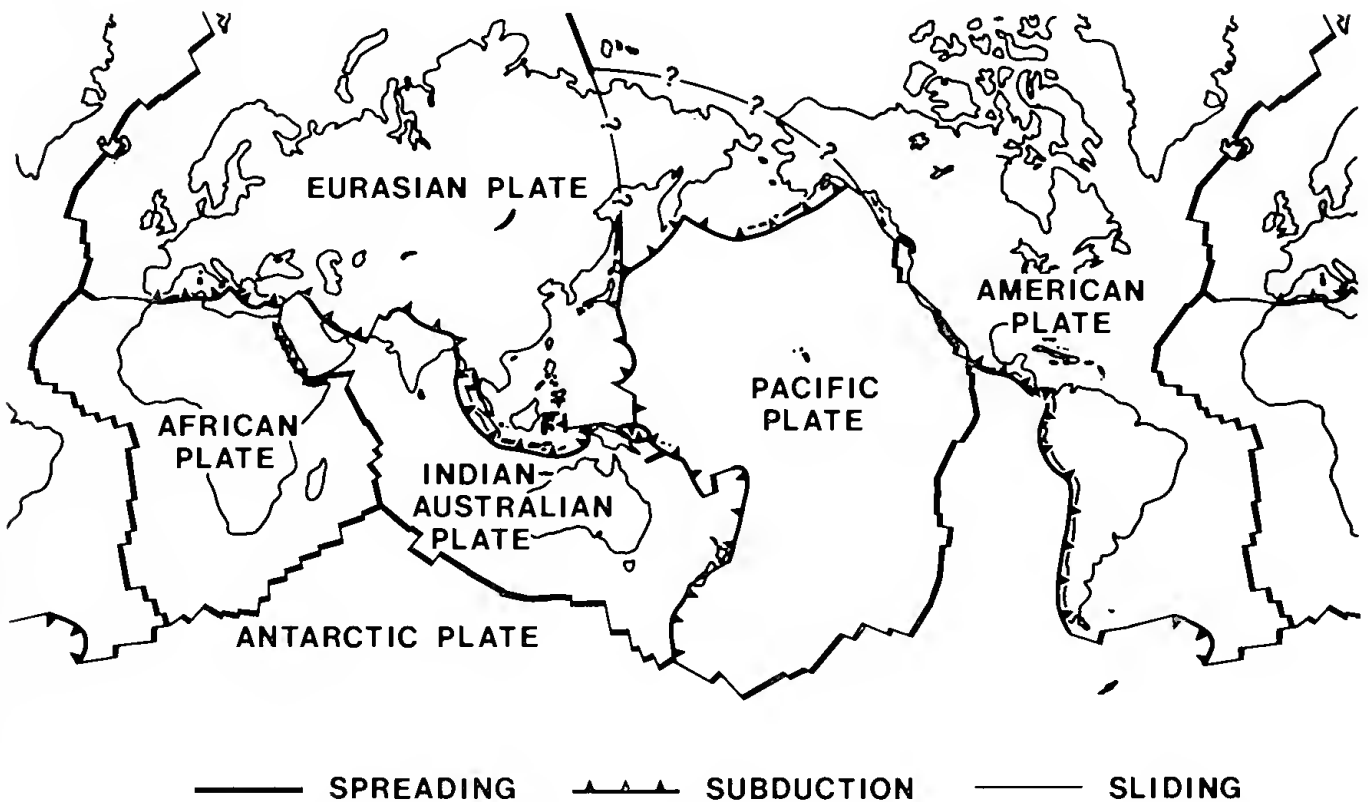 ?
?
?
?
?
EURASIAN PLATE
AMERICAN
PLATE
PACIFIC
PLATE
AFRICAN
PLATE
INDIAN-
AUSTRALIAN
PLATE
ANTARCTIC PLATE
SPREADING
SUBDUCTION
SLIDING